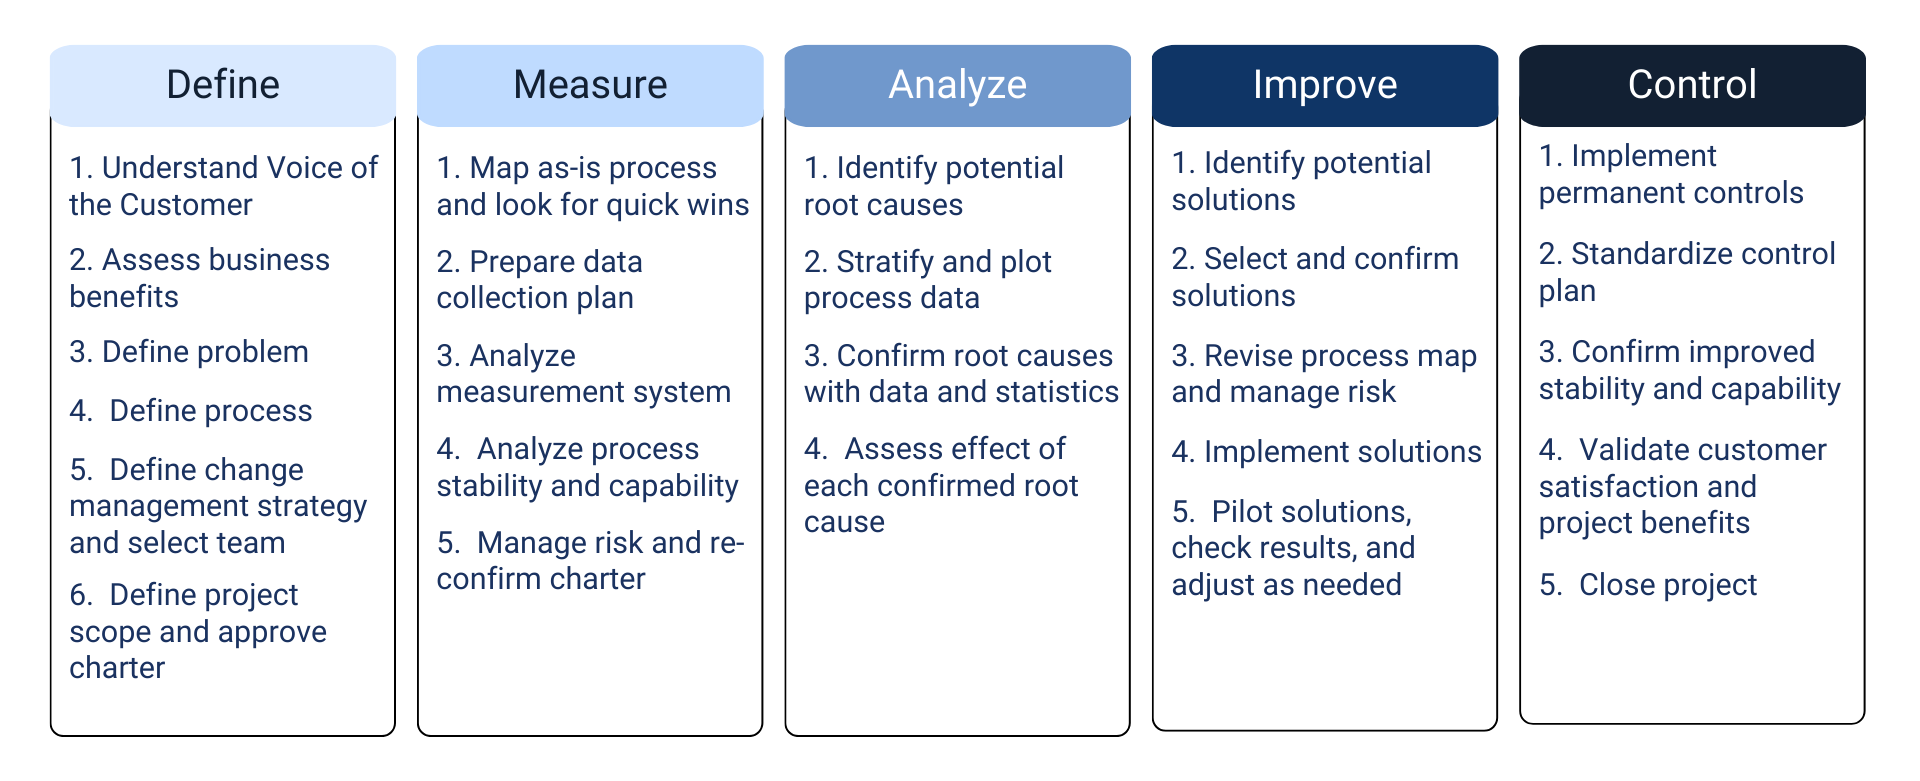 Define
1. Understand Voice of
the Customer
2. Assess business
benefits
3. Define problem
4.  Define process
5.  Define change
management strategy
and select team
6.  Define project
scope and approve
charter
Measure
1. Map as-is process
and look for quick wins
2. Prepare data
collection plan
3. Analyze
measurement system
4.  Analyze process
stability and capability
5.  Manage risk and re-
confirm charter
Analyze
1. Identify potential
root causes
2. Stratify and plot
process data
3. Confirm root causes
with data and statistics
4.  Assess effect of
each confirmed root
cause
Improve
1. Identify potential
solutions
2. Select and confirm
solutions
3. Revise process map
and manage risk
4. Implement solutions
5.  Pilot solutions,
check results, and
adjust as needed
Control
1. Implement
permanent controls
2. Standardize control
plan
3. Confirm improved
stability and capability
4.  Validate customer
satisfaction and
project benefits
5.  Close project